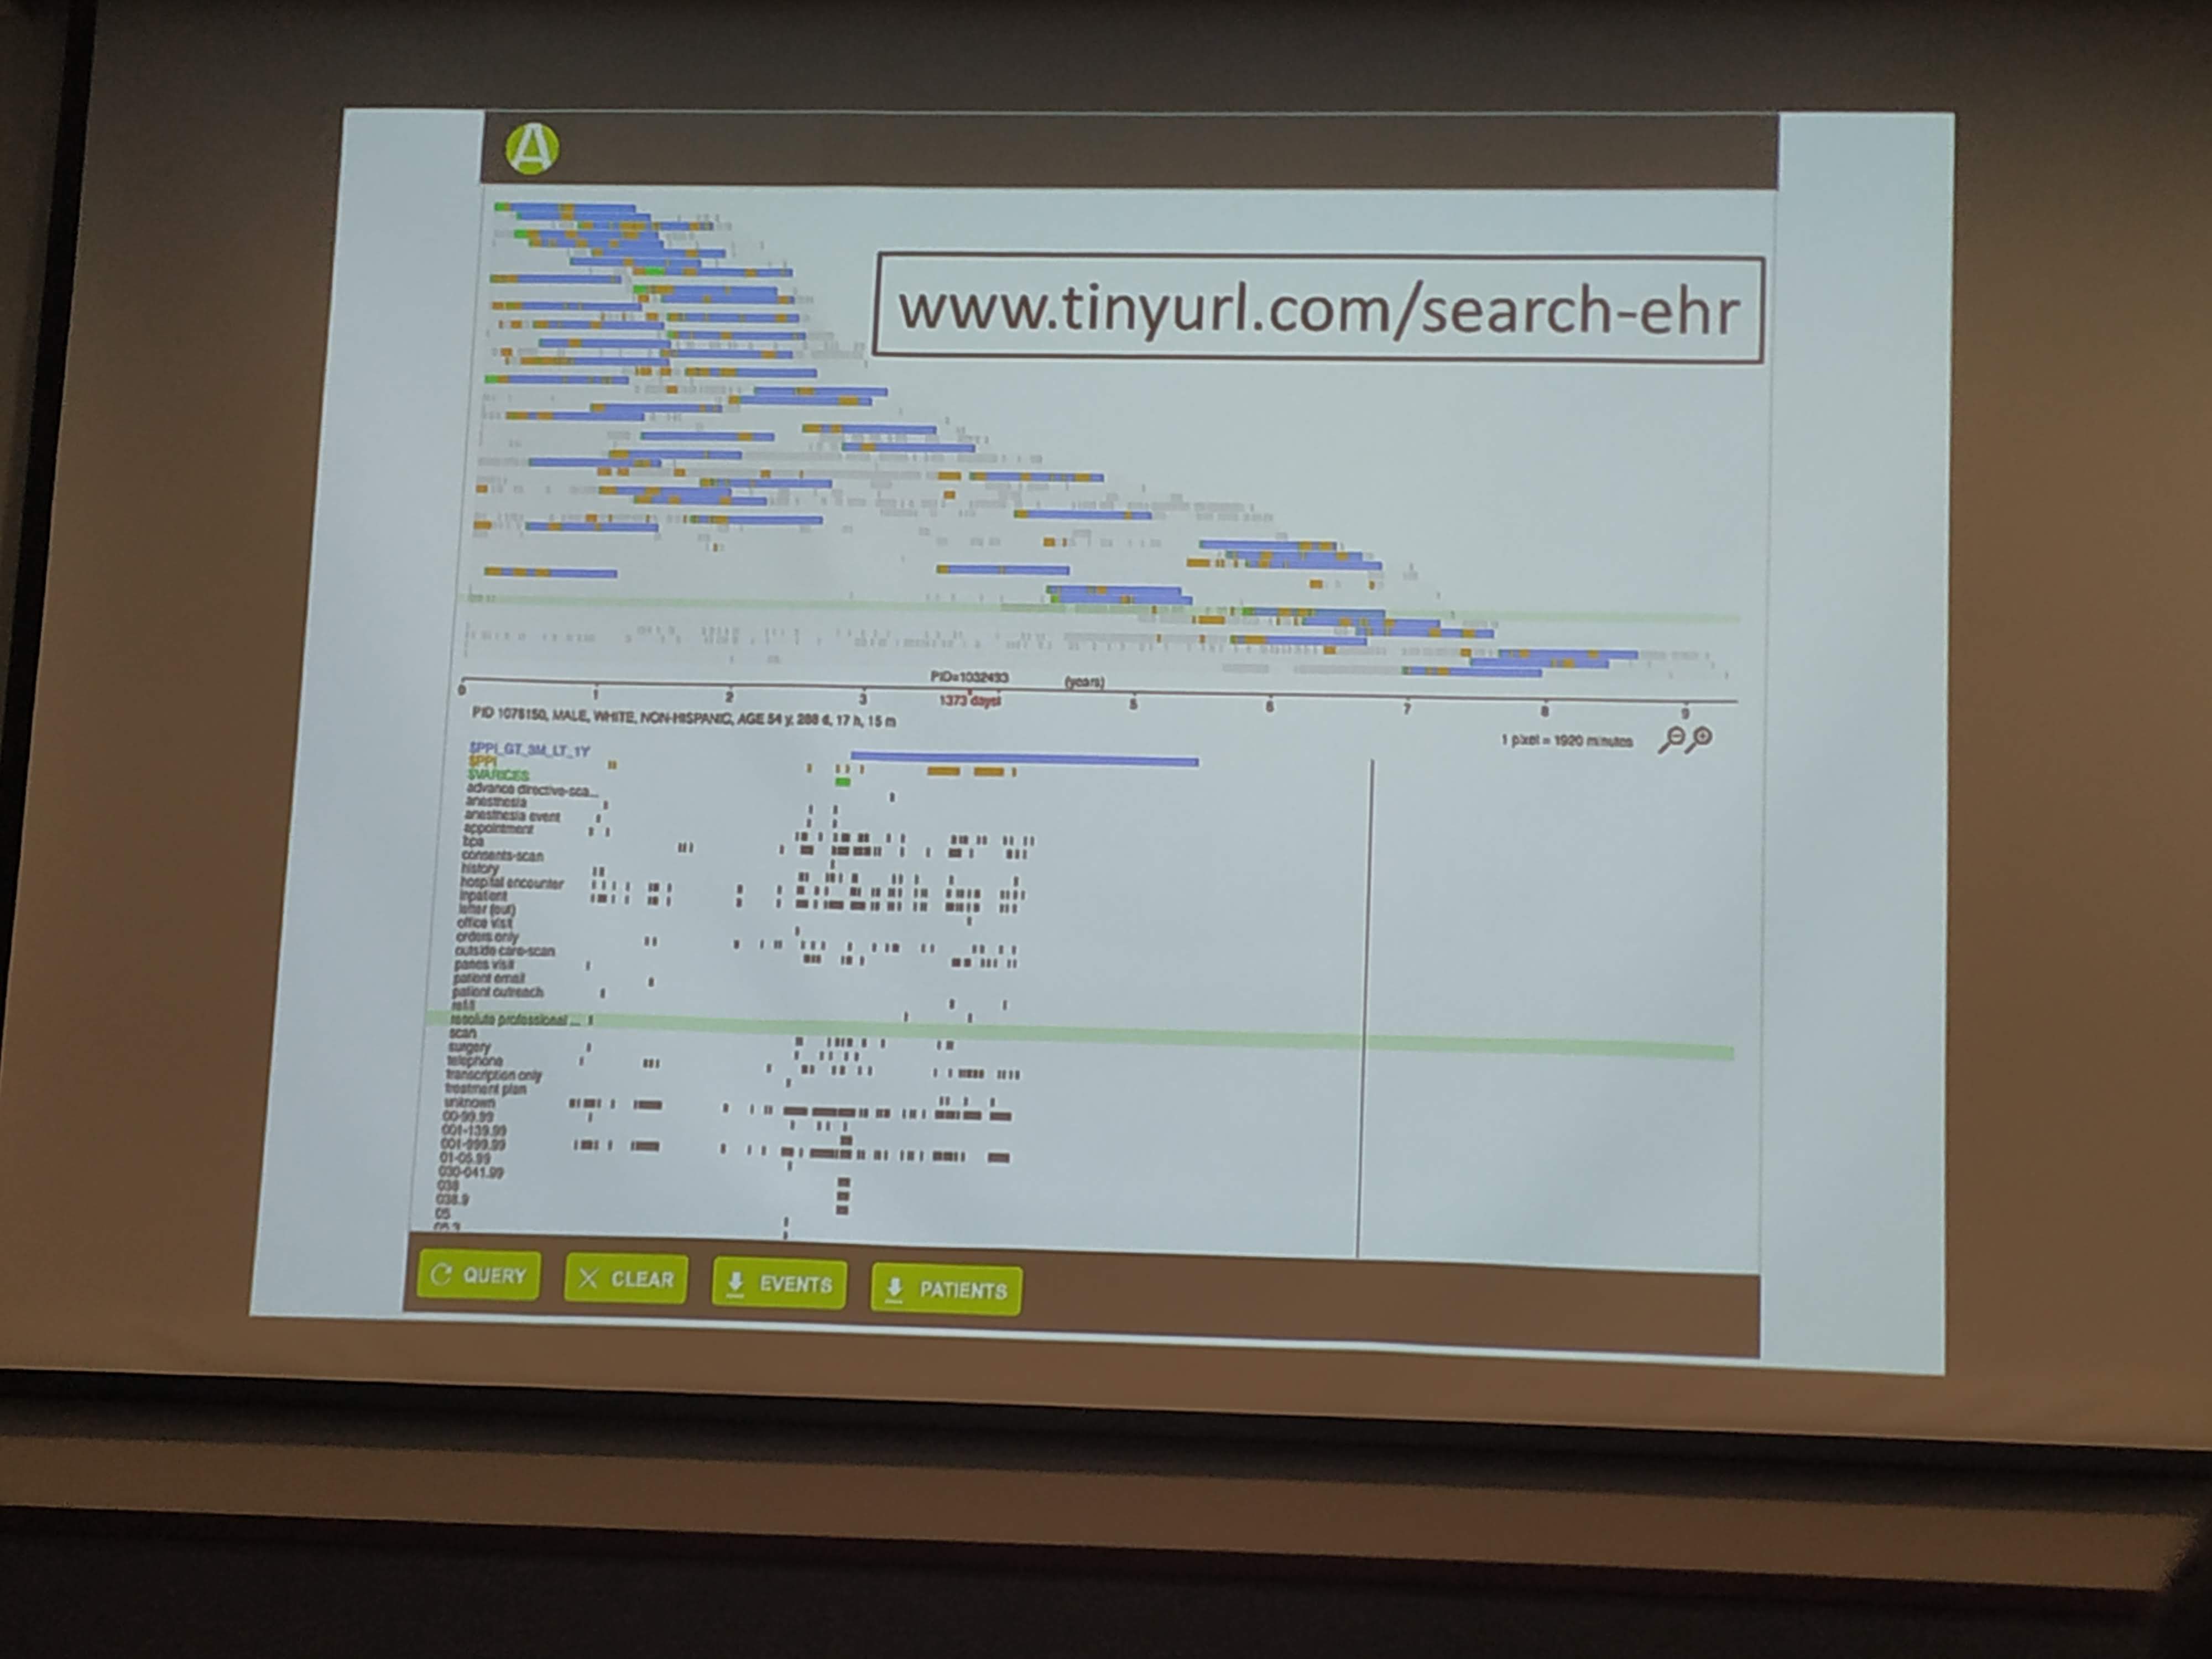 A
www.tinyurl.com/search-ehr
PID=1032493 (years)
0 1 2 3 5 6 7 8 9
1373 days
PID 1078150, MALE, WHITE, NON-HISPANIC, AGE 54 y, 288 d, 17 h, 15 m
1 pixel = 1920 minutes
$PPI_GT_3M_LT_1Y
$PPI
$VARICES
advance directive-sca...
anesthesia
anesthesia event
appointment
bpa
consents-scan
history
hospital encounter
inpatient
letter (out)
office visit
orders only
outside care-scan
patient email
patient outreach
refill
resolute professional ...
scan
surgery
telephone
transcription only
treatment plan
unknown
00-99.99
001-139.99
001-999.99
01-05.99
030-041.99
038
038.9
05
05.3
QUERY
CLEAR
EVENTS
PATIENTS